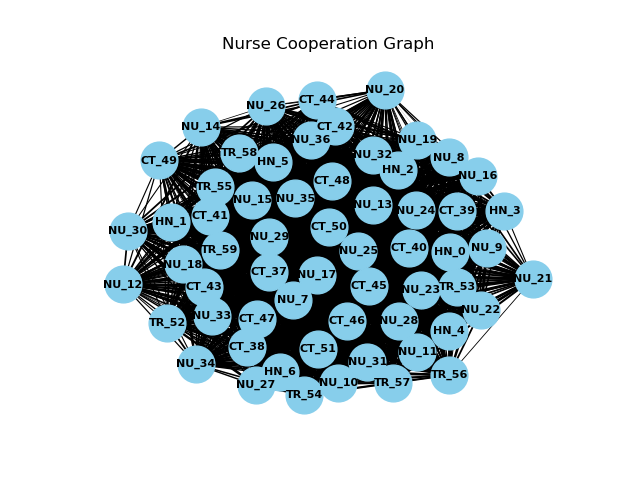 Nurse Cooperation Graph
NU_20
CT_44
NU_26
CT_42
NU_14
NU_36
NU_19
TR_58
NU_32
NU_8
CT_49
HN_5
HN_2
NU_16
CT_48
TR_55
NU_15
NU_35
NU_13
NU_24
CT_39
HN_3
CT_41
HN_1
CT_50
NU_30
NU_29
CT_40
NU_9
TR_59
NU_25
HN_0
NU_18
CT_37
NU_17
NU_21
NU_12
CT_43
CT_45
TR_53
NU_23
NU_7
NU_22
NU_33
CT_47
TR_52
CT_46
NU_28
HN_4
CT_38
CT_51
NU_11
NU_31
NU_34
HN_6
TR_56
NU_27
NU_10
TR_57
TR_54